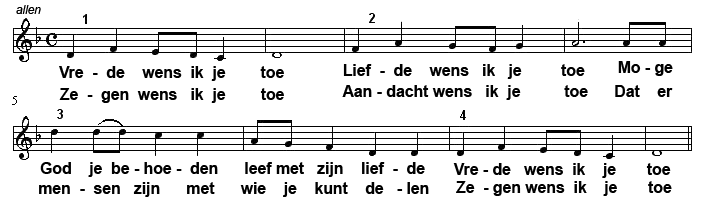 allen
1 2
Vre - de wens ik je toe Lief - de wens ik je toe Mo - ge
Ze - gen wens ik je toe Aan - dacht wens ik je toe Dat er
5
3 4
God je be - hoe - den leef met zijn lief - de Vre - de wens ik je toe
men - sen zijn met wie je kunt de - len Ze - gen wens ik je toe